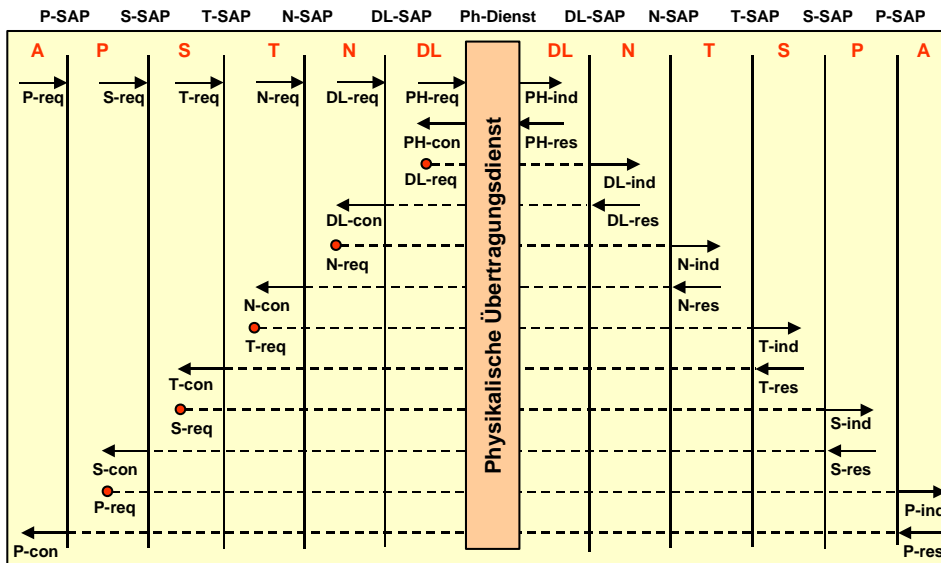 P-SAP S-SAP T-SAP N-SAP DL-SAP Ph-Dienst DL-SAP N-SAP T-SAP S-SAP P-SAP
A P S T N DL DL N T S P A
P-req S-req T-req N-req DL-req PH-req PH-ind
PH-con PH-res
DL-req DL-ind
DL-con DL-res
N-req N-ind
N-con N-res
T-req T-ind
T-con T-res
S-req S-ind
S-con S-res
P-req P-ind
P-con P-res
Physikalische Übertragungsdienst